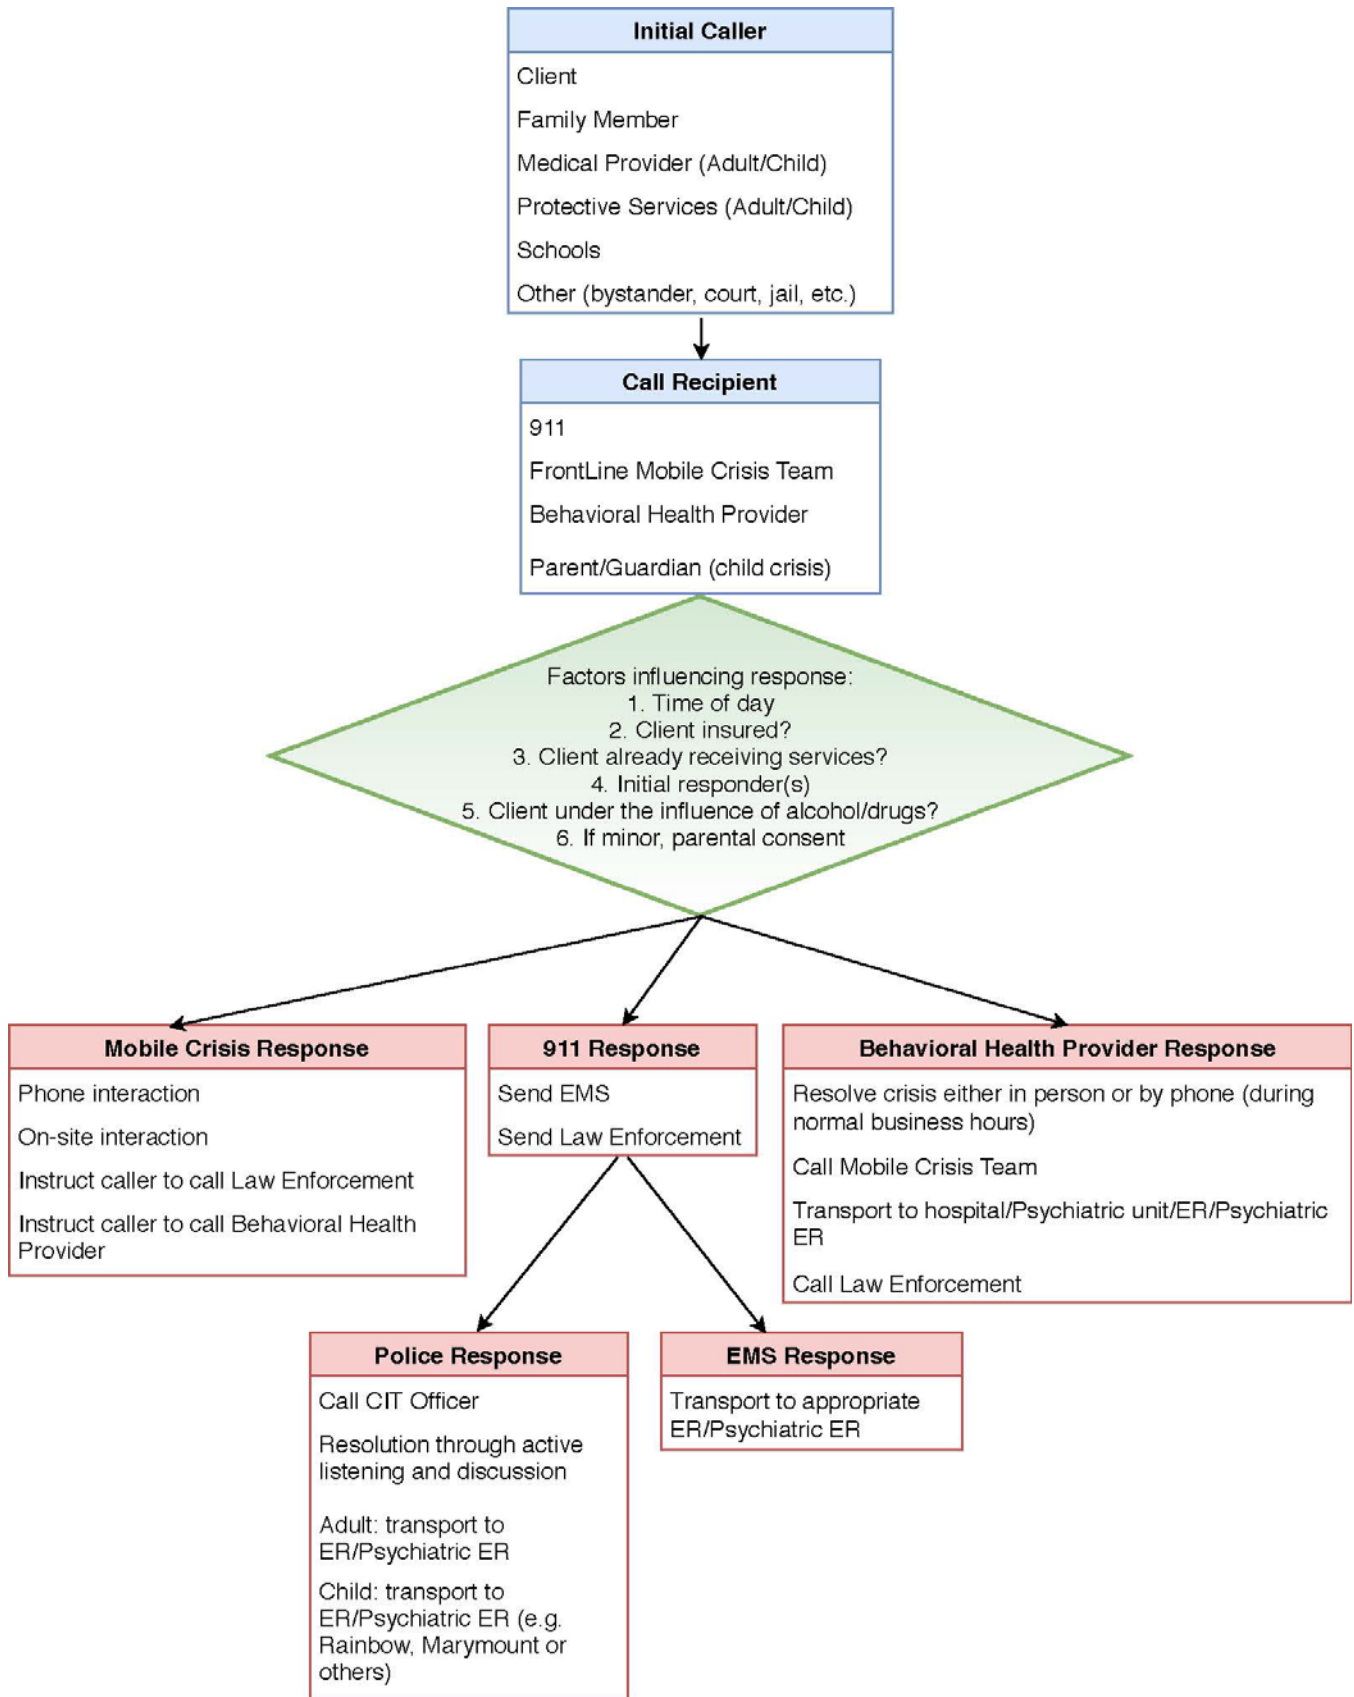 Initial Caller
Client
Family Member
Medical Provider (Adult/Child)
Protective Services (Adult/Child)
Schools
Other (bystander, court, jail, etc.)
Call Recipient
911
FrontLine Mobile Crisis Team
Behavioral Health Provider
Parent/Guardian (child crisis)
Factors influencing response:
1. Time of day
2. Client insured?
3. Client already receiving services?
4. Initial responder(s)
5. Client under the influence of alcohol/drugs?
6. If minor, parental consent
Mobile Crisis Response
Phone interaction
On-site interaction
Instruct caller to call Law Enforcement
Instruct caller to call Behavioral Health
Provider
911 Response
Send EMS
Send Law Enforcement
Behavioral Health Provider Response
Resolve crisis either in person or by phone (during
normal business hours)
Call Mobile Crisis Team
Transport to hospital/Psychiatric unit/ER/Psychiatric
ER
Call Law Enforcement
Police Response
Call CIT Officer
Resolution through active
listening and discussion
Adult: transport to
ER/Psychiatric ER
Child: transport to
ER/Psychiatric ER (e.g.
Rainbow, Marymount or
others)
EMS Response
Transport to appropriate
ER/Psychiatric ER